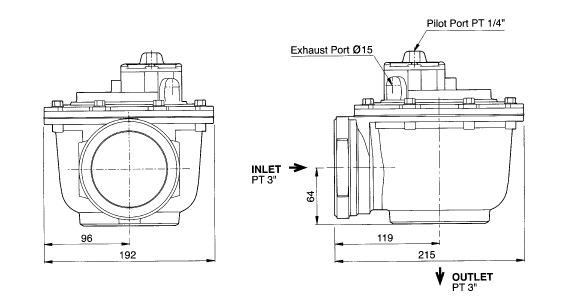 Pilot Port PT 1/4"
Exhaust Port Ø15
INLET
PT 3"
64
96
192
119
215
OUTLET
PT 3"